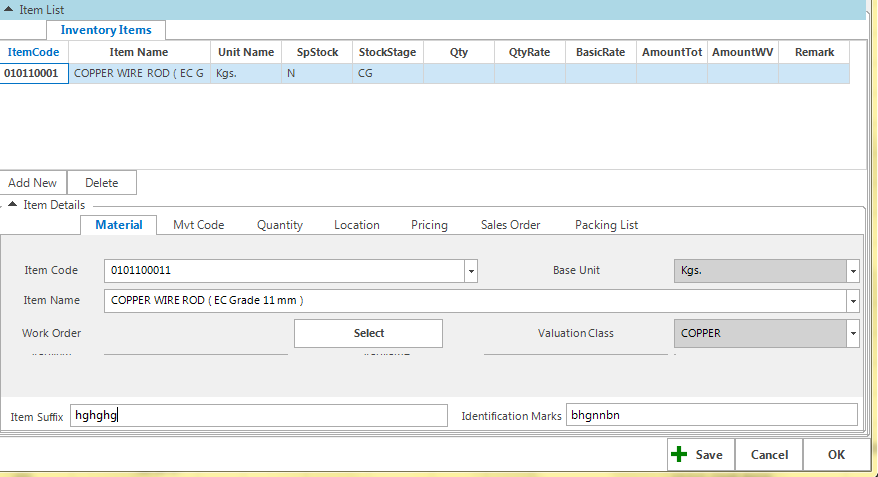 Item List
Inventory Items
ItemCode Item Name Unit Name SpStock StockStage Qty QtyRate BasicRate AmountTot AmountWV Remark
010110001 COPPER WIRE ROD ( EC G Kgs. N CG
Add New Delete
Item Details
Material Mvt Code Quantity Location Pricing Sales Order Packing List
Item Code 0101100011 Base Unit Kgs.
Item Name COPPER WIRE ROD ( EC Grade 11 mm )
Work Order Select Valuation Class COPPER
Item Suffix hghghg Identification Marks bhgnnbn
Save Cancel OK